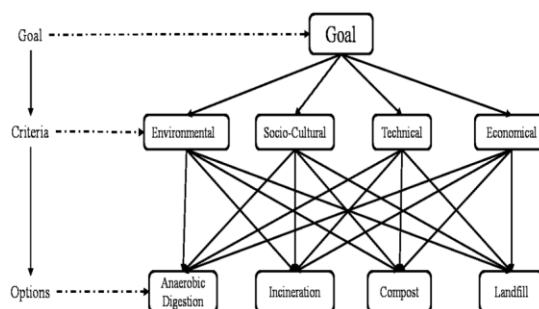 Goal
Goal
Criteria
Environmental
Socio-Cultural
Technical
Economical
Options
Anaerobic
Digestion
Incineration
Compost
Landfill